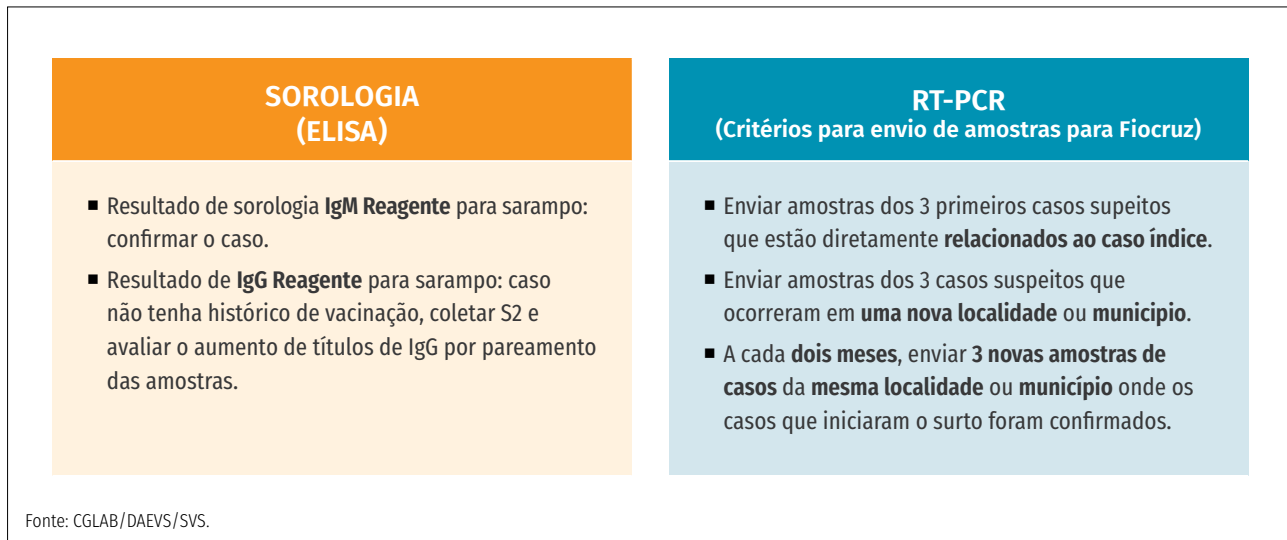 SOROLOGIA
(ELISA)
▪ Resultado de sorologia IgM Reagente para sarampo:
confirmar o caso.
▪ Resultado de IgG Reagente para sarampo: caso
não tenha histórico de vacinação, coletar S2 e
avaliar o aumento de títulos de IgG por pareamento
das amostras.
RT-PCR
(Critérios para envio de amostras para Fiocruz)
▪ Enviar amostras dos 3 primeiros casos supeitos
que estão diretamente relacionados ao caso índice.
▪ Enviar amostras dos 3 casos suspeitos que
ocorreram em uma nova localidade ou municipio.
▪ A cada dois meses, enviar 3 novas amostras de
casos da mesma localidade ou município onde os
casos que iniciaram o surto foram confirmados.
Fonte: CGLAB/DAEVS/SVS.